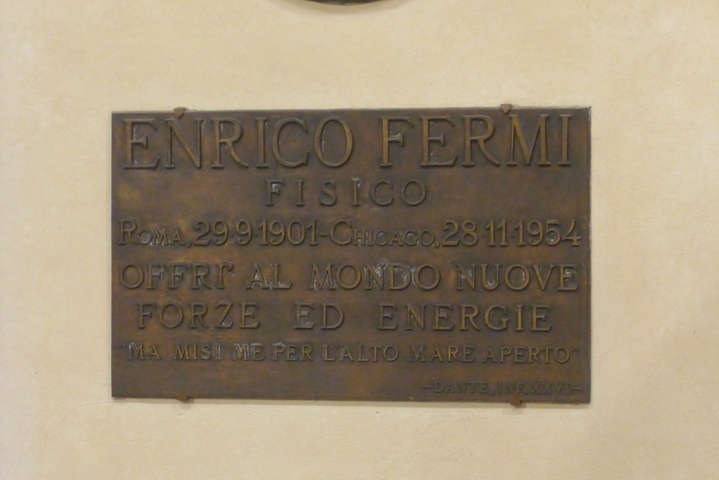 ENRICO FERMI
FISICO
ROMA, 29·9·1901-CHICAGO, 28·11·1954
OFFRI' AL MONDO NUOVE
FORZE ED ENERGIE
"MA MISI ME PER L'ALTO MARE APERTO"
-DANTE, INF. XXVI-